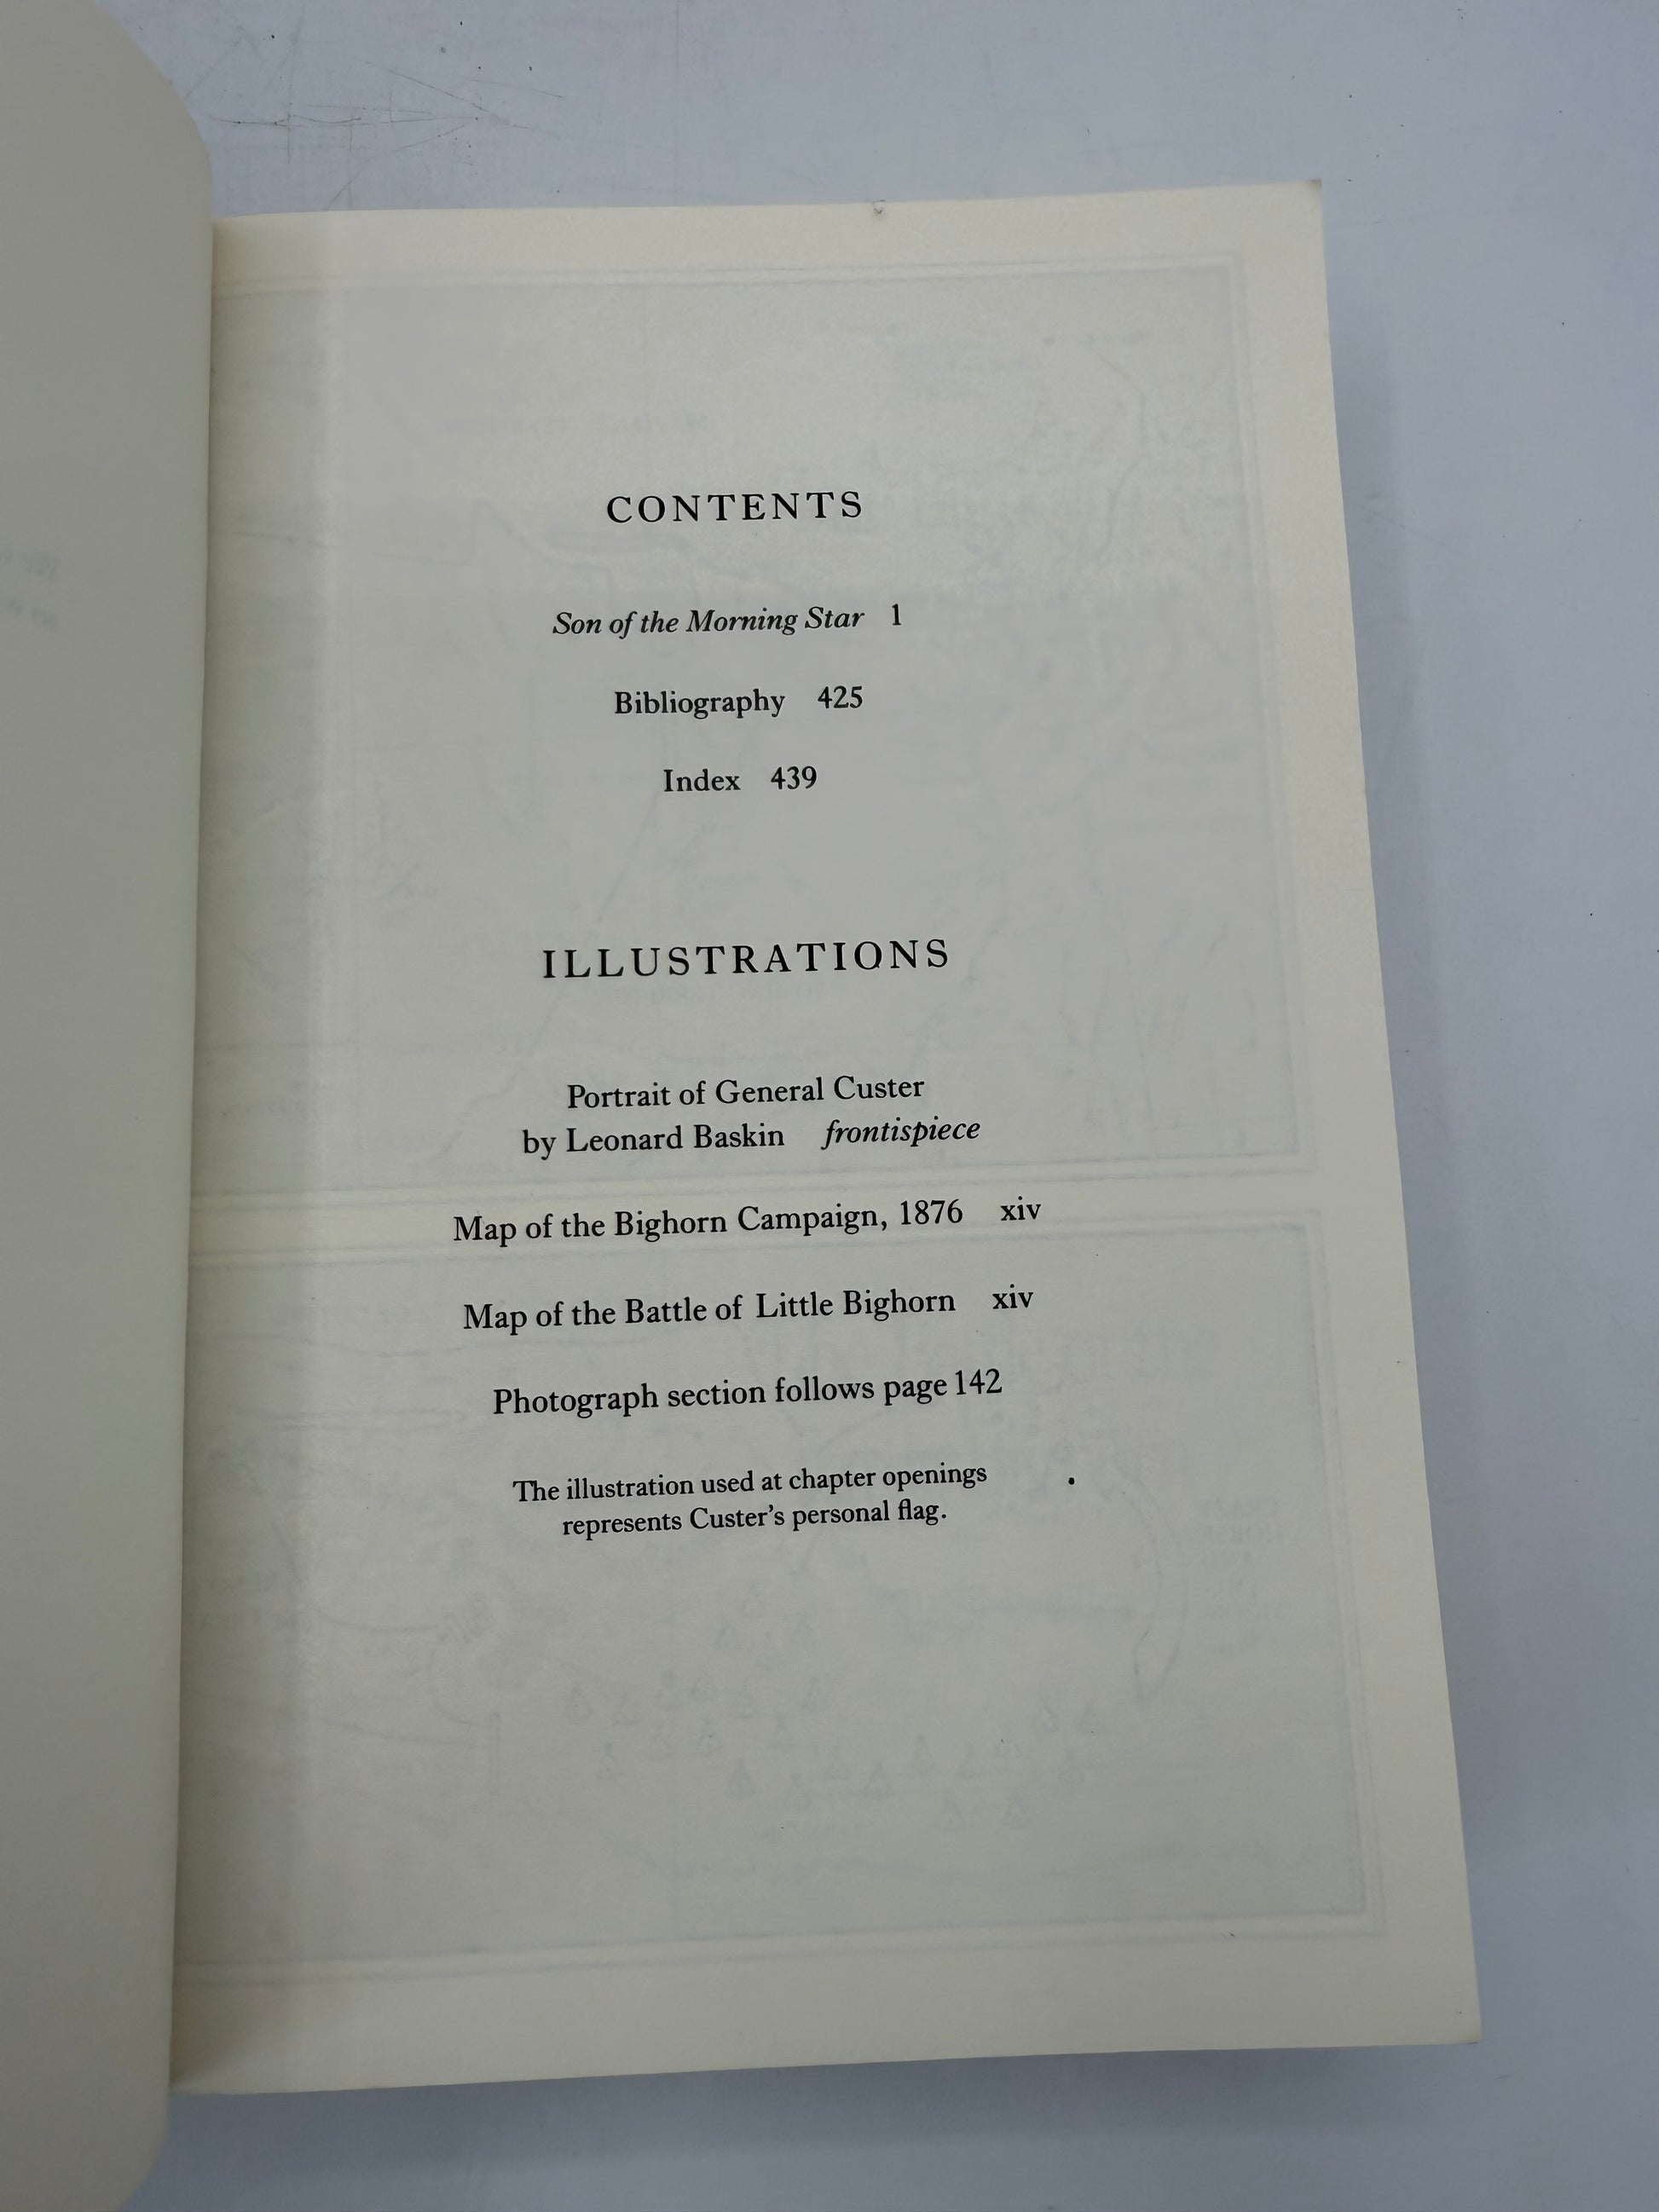 CONTENTS
Son of the Morning Star 1
Bibliography 425
Index 439
ILLUSTRATIONS
Portrait of General Custer
by Leonard Baskin frontispiece
Map of the Bighorn Campaign, 1876 xiv
Map of the Battle of Little Bighorn xiv
Photograph section follows page 142
The illustration used at chapter openings
represents Custer's personal flag.